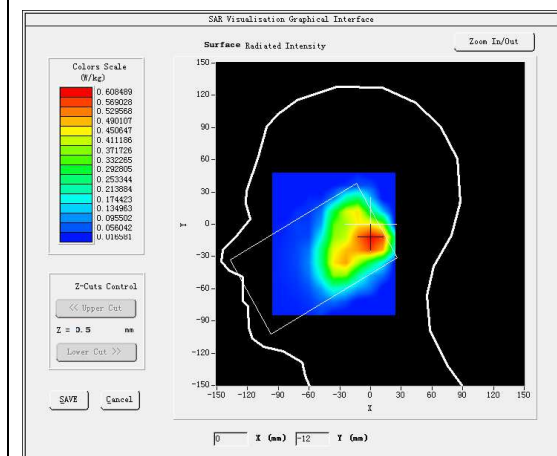 SAR Visualisation Graphical Interface
Surface Radiated Intensity
Zoom In/Out
Colors Scale
(W/kg)
0.608489
0.569028
0.529568
0.490107
0.450647
0.411186
0.371726
0.332265
0.292805
0.253344
0.213884
0.174423
0.134963
0.095502
0.056042
0.016581
Z-Cuts Control
<< Upper Cut
Z = 0.5 mm
Lower Cut >>
SAVE Cancel
150
120
90
60
30
0
-30
-60
-90
-120
-150
Y
-150 -120 -90 -60 -30 0 30 60 90 120 150
X
0 X (mm) -12 Y (mm)